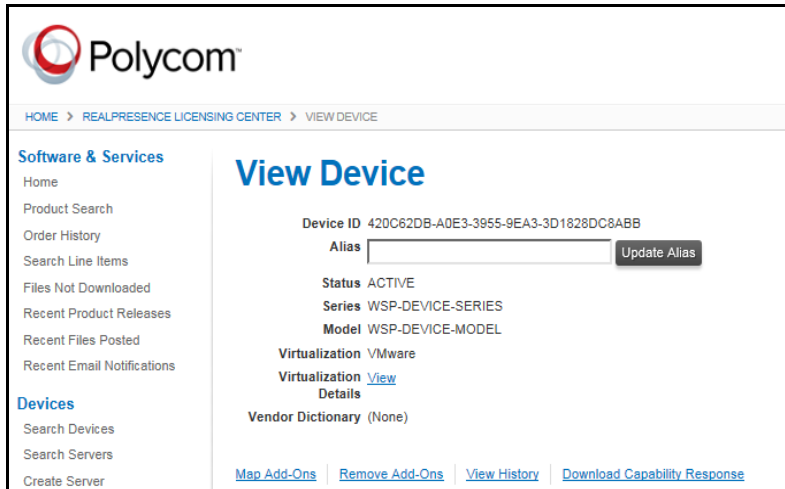 Polycom™
HOME > REALPRESENCE LICENSING CENTER > VIEW DEVICE
Software & Services
Home
Product Search
Order History
Search Line Items
Files Not Downloaded
Recent Product Releases
Recent Files Posted
Recent Email Notifications
Devices
Search Devices
Search Servers
Create Server
View Device
Device ID 420C62DB-A0E3-3955-9EA3-3D1828DC8ABB
Alias Update Alias
Status ACTIVE
Series WSP-DEVICE-SERIES
Model WSP-DEVICE-MODEL
Virtualization VMware
Virtualization View
Details
Vendor Dictionary (None)
Map Add-Ons Remove Add-Ons View History Download Capability Response